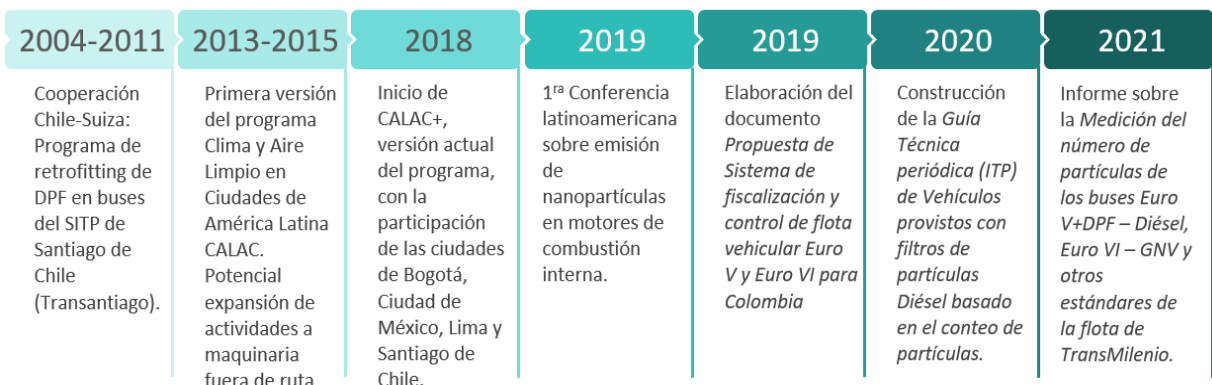 2004-2011
Cooperación
Chile-Suiza:
Programa de
retrofitting de
DPF en buses
del SITP de
Santiago de
Chile
(Transantiago).
2013-2015
Primera versión
del programa
Clima y Aire
Limpio en
Ciudades de
América Latina
CALAC.
Potencial
expansión de
actividades a
maquinaria
fuera de ruta
2018
Inicio de
CALAC+,
versión actual
del programa,
con la
participación
de las ciudades
de Bogotá,
Ciudad de
México, Lima y
Santiago de
Chile.
2019
1ra Conferencia
latinoamericana
sobre emisión
de
nanopartículas
en motores de
combustión
interna.
2019
Elaboración del
documento
Propuesta de
Sistema de
fiscalización y
control de flota
vehicular Euro
V y Euro VI para
Colombia
2020
Construcción
de la Guía
Técnica
periódica (ITP)
de Vehículos
provistos con
filtros de
partículas
Diésel basado
en el conteo de
partículas.
2021
Informe sobre
la Medición del
número de
partículas de
los buses Euro
V+DPF – Diésel,
Euro VI – GNV y
otros
estándares de
la flota de
TransMilenio.